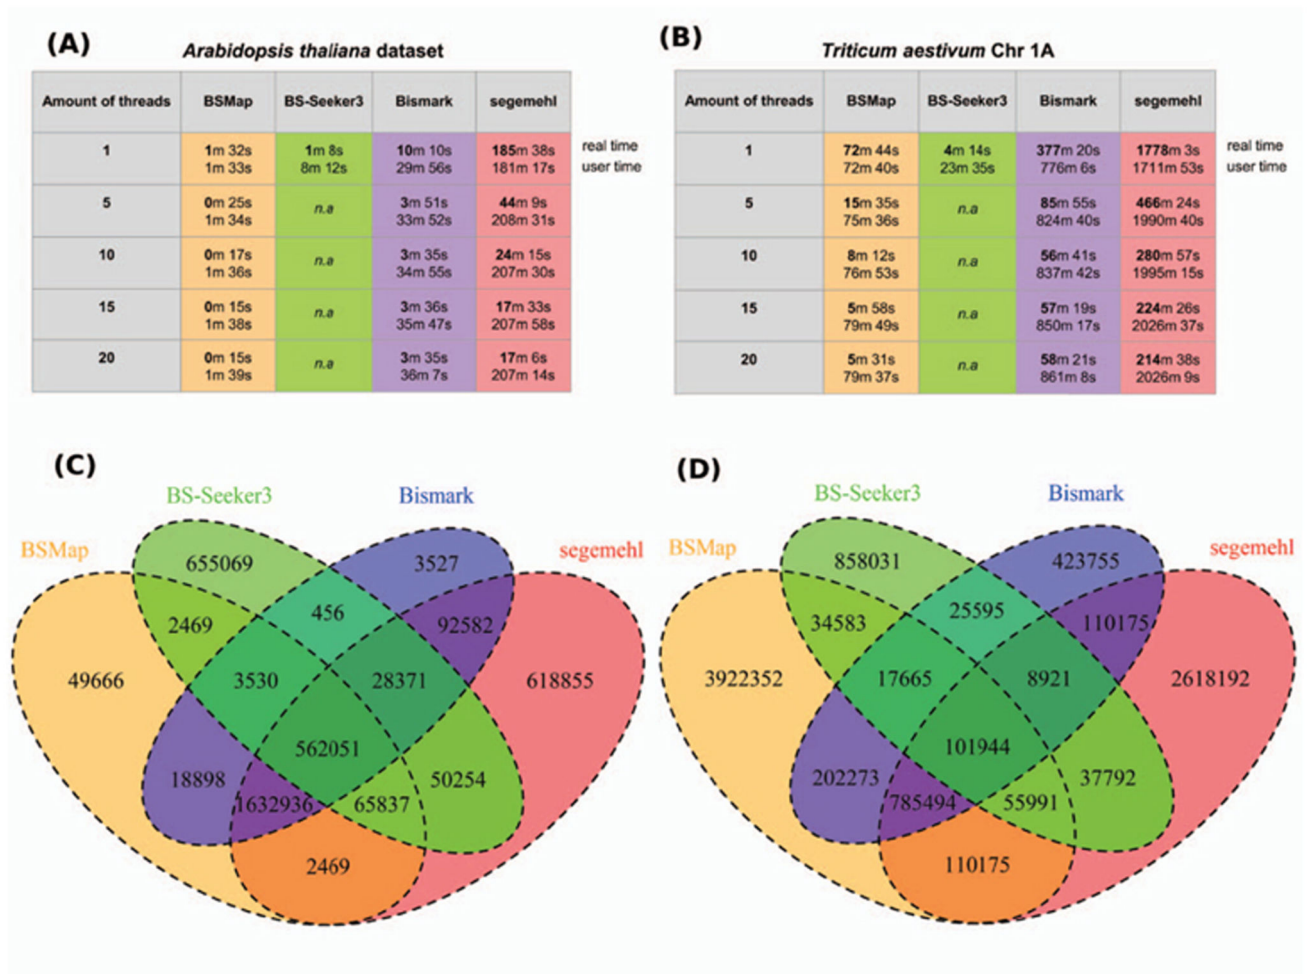 (A)
Arabidopsis thaliana dataset
Amount of threads BSMap BS-Seeker3 Bismark segemehl
1 1m 32s 1m 8s 10m 10s 185m 38s real time
1m 33s 8m 12s 29m 56s 181m 17s user time
5 0m 25s n.a 3m 51s 44m 9s
1m 34s 33m 52s 208m 31s
10 0m 17s n.a 3m 35s 24m 15s
1m 36s 34m 55s 207m 30s
15 0m 15s n.a 3m 36s 17m 33s
1m 38s 35m 47s 207m 58s
20 0m 15s n.a 3m 35s 17m 6s
1m 39s 36m 7s 207m 14s
(B)
Triticum aestivum Chr 1A
Amount of threads BSMap BS-Seeker3 Bismark segemehl
1 72m 44s 4m 14s 377m 20s 1778m 3s real time
72m 40s 23m 35s 776m 6s 1711m 53s user time
5 15m 35s n.a 85m 55s 466m 24s
75m 36s 824m 40s 1990m 40s
10 8m 12s n.a 56m 41s 280m 57s
76m 53s 837m 42s 1995m 15s
15 5m 58s n.a 57m 19s 224m 26s
79m 49s 850m 17s 2026m 37s
20 5m 31s n.a 58m 21s 214m 38s
79m 37s 861m 8s 2026m 9s
(C)
BS-Seeker3 Bismark
BSMap segemehl
655069 3527
2469 456 92582
49666 3530 28371 618855
562051
18898 50254
1632936 65837
2469
(D)
BS-Seeker3 Bismark
BSMap segemehl
858031 423755
34583 25595 110175
3922352 17665 8921 2618192
101944
202273 37792
785494 55991
110175